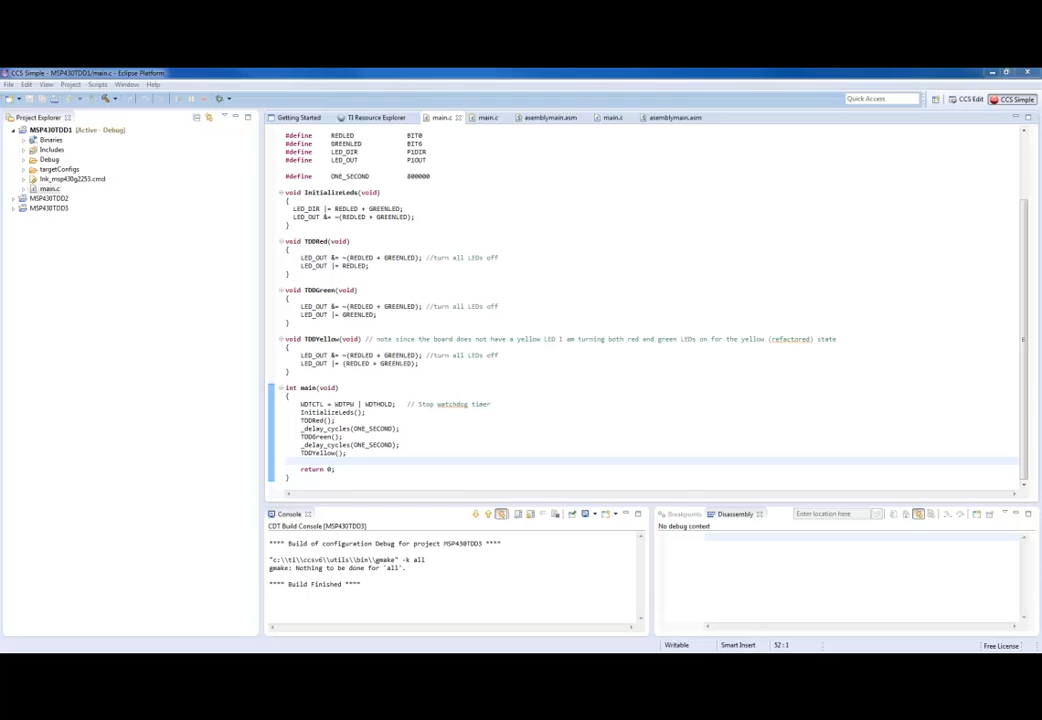 CCS Simple - MSP430TDD1/main.c - Eclipse Platform
File Edit View Project Scripts Window Help
Quick Access CCS Edit CCS Simple
Project Explorer
Getting Started TI Resource Explorer main.c main.c asemblymain.asm main.c asemblymain.asm
MSP430TDD1 (Active - Debug)
Binaries
Includes
Debug
targetConfigs
lnk_msp430g2253.cmd
main.c
MSP430TDD2
MSP430TDD3
#define REDLED BIT0
#define GREENLED BIT6
#define LED_DIR P1DIR
#define LED_OUT P1OUT
#define ONE_SECOND 800000
void InitializeLeds(void)
{
LED_DIR |= REDLED + GREENLED;
LED_OUT &= ~(REDLED + GREENLED);
}
void TDDRed(void)
{
LED_OUT &= ~(REDLED + GREENLED); //turn all LEDs off
LED_OUT |= REDLED;
}
void TDDGreen(void)
{
LED_OUT &= ~(REDLED + GREENLED); //turn all LEDs off
LED_OUT |= GREENLED;
}
void TDDYellow(void) // note since the board does not have a yellow LED I am turning both red and green LEDs on for the yellow (refactored) state
{
LED_OUT &= ~(REDLED + GREENLED); //turn all LEDs off
LED_OUT |= (REDLED + GREENLED);
}
int main(void)
{
WDTCTL = WDTPW | WDTHOLD; // Stop watchdog timer
InitializeLeds();
TDDRed();
_delay_cycles(ONE_SECOND);
TDDGreen();
_delay_cycles(ONE_SECOND);
TDDYellow();
return 0;
}
Console
CDT Build Console [MSP430TDD3]
**** Build of configuration Debug for project MSP430TDD3 ****
"c:\\ti\\ccsv6\\utils\\bin\\gmake" -k all
gmake: Nothing to be done for 'all'.
**** Build Finished ****
Breakpoints Disassembly Enter location here
No debug context
Writable Smart Insert 52 : 1 Free License